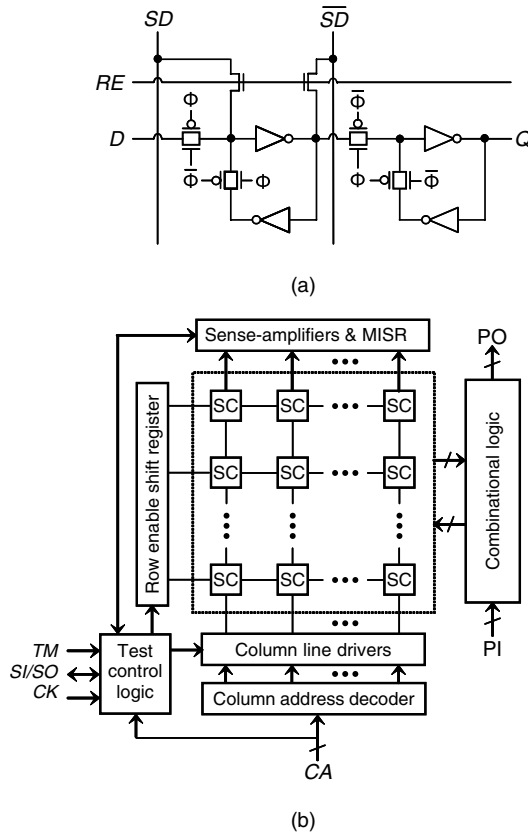 SD S̅D̅
RE
Φ Φ̅
D Q
Φ̅ Φ Φ̅
Φ Φ̅
(a)
Sense-amplifiers & MISR
PO
SC SC SC
Row enable shift register
SC SC SC
Combinational logic
SC SC SC
TM
SI/SO
CK
Test
control
logic
Column line drivers
PI
Column address decoder
CA
(b)